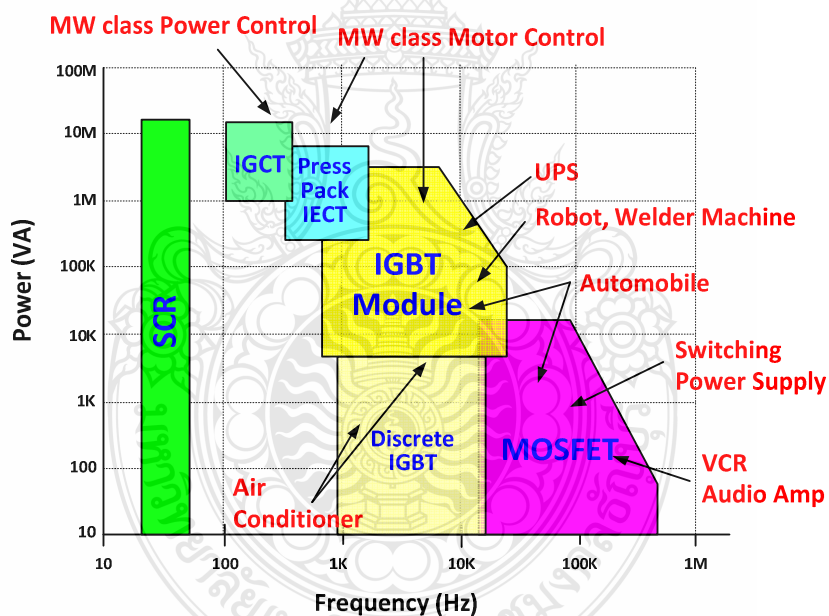 MW class Power Control
MW class Motor Control
100M
10M
1M
100K
10K
1K
100
10
Power (VA)
SCR
IGCT
Press
Pack
IECT
IGBT
Module
Discrete
IGBT
MOSFET
UPS
Robot, Welder Machine
Automobile
Switching
Power Supply
VCR
Audio Amp
Air
Conditioner
10
100
1K
10K
100K
1M
Frequency (Hz)